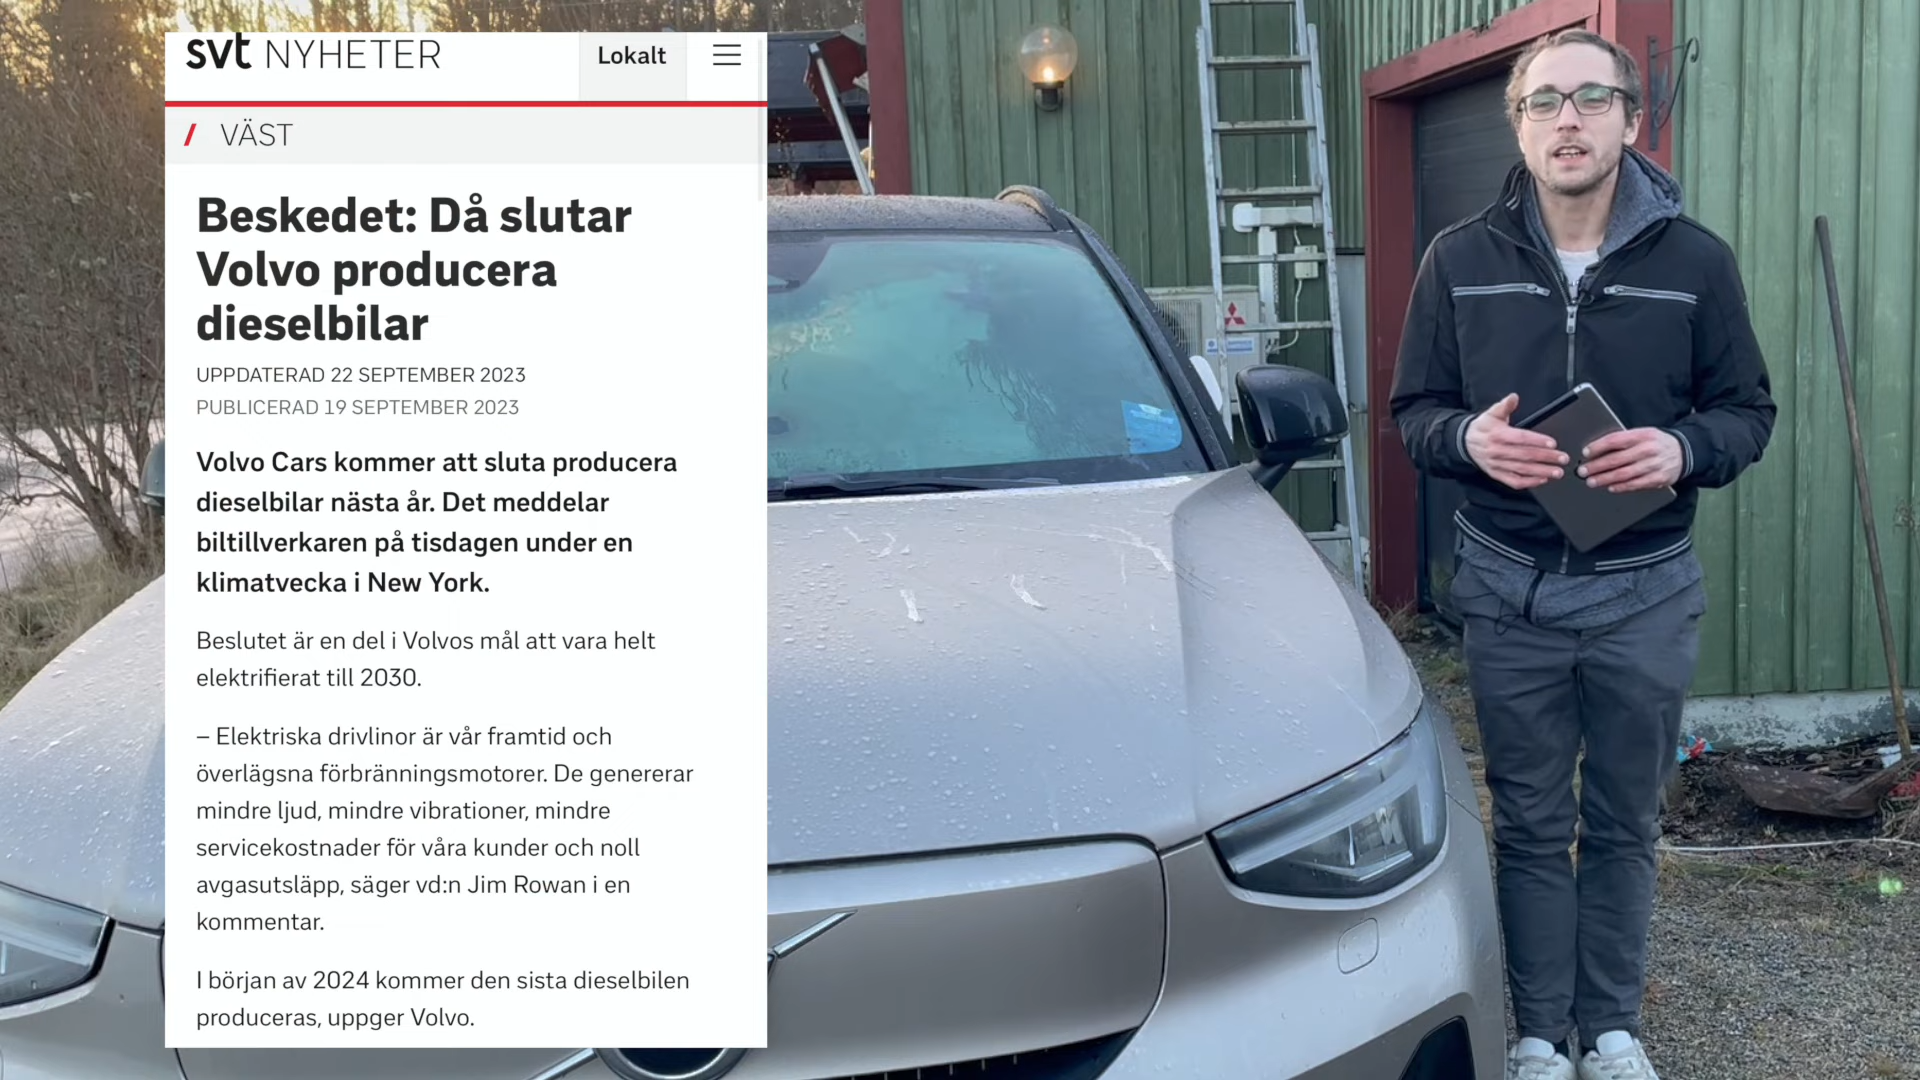 svt NYHETER
Lokalt
/ VÄST
Beskedet: Då slutar
Volvo producera
dieselbilar
UPPDATERAD 22 SEPTEMBER 2023
PUBLICERAD 19 SEPTEMBER 2023
Volvo Cars kommer att sluta producera
dieselbilar nästa år. Det meddelar
biltillverkaren på tisdagen under en
klimatvecka i New York.
Beslutet är en del i Volvos mål att vara helt
elektrifierat till 2030.
– Elektriska drivlinor är vår framtid och
överlägsna förbränningsmotorer. De genererar
mindre ljud, mindre vibrationer, mindre
servicekostnader för våra kunder och noll
avgasutsläpp, säger vd:n Jim Rowan i en
kommentar.
I början av 2024 kommer den sista dieselbilen
produceras, uppger Volvo.